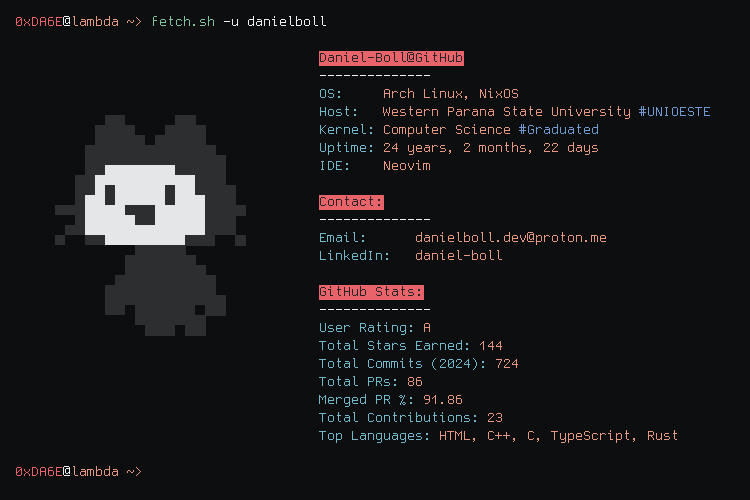 0xDA6E@lambda ~> fetch.sh -u danielboll
Daniel-Boll@GitHub
--------------
OS: Arch Linux, NixOS
Host: Western Parana State University #UNIOESTE
Kernel: Computer Science #Graduated
Uptime: 24 years, 2 months, 22 days
IDE: Neovim
Contact:
--------------
Email: danielboll.dev@proton.me
LinkedIn: daniel-boll
GitHub Stats:
--------------
User Rating: A
Total Stars Earned: 144
Total Commits (2024): 724
Total PRs: 86
Merged PR %: 91.86
Total Contributions: 23
Top Languages: HTML, C++, C, TypeScript, Rust
0xDA6E@lambda ~>